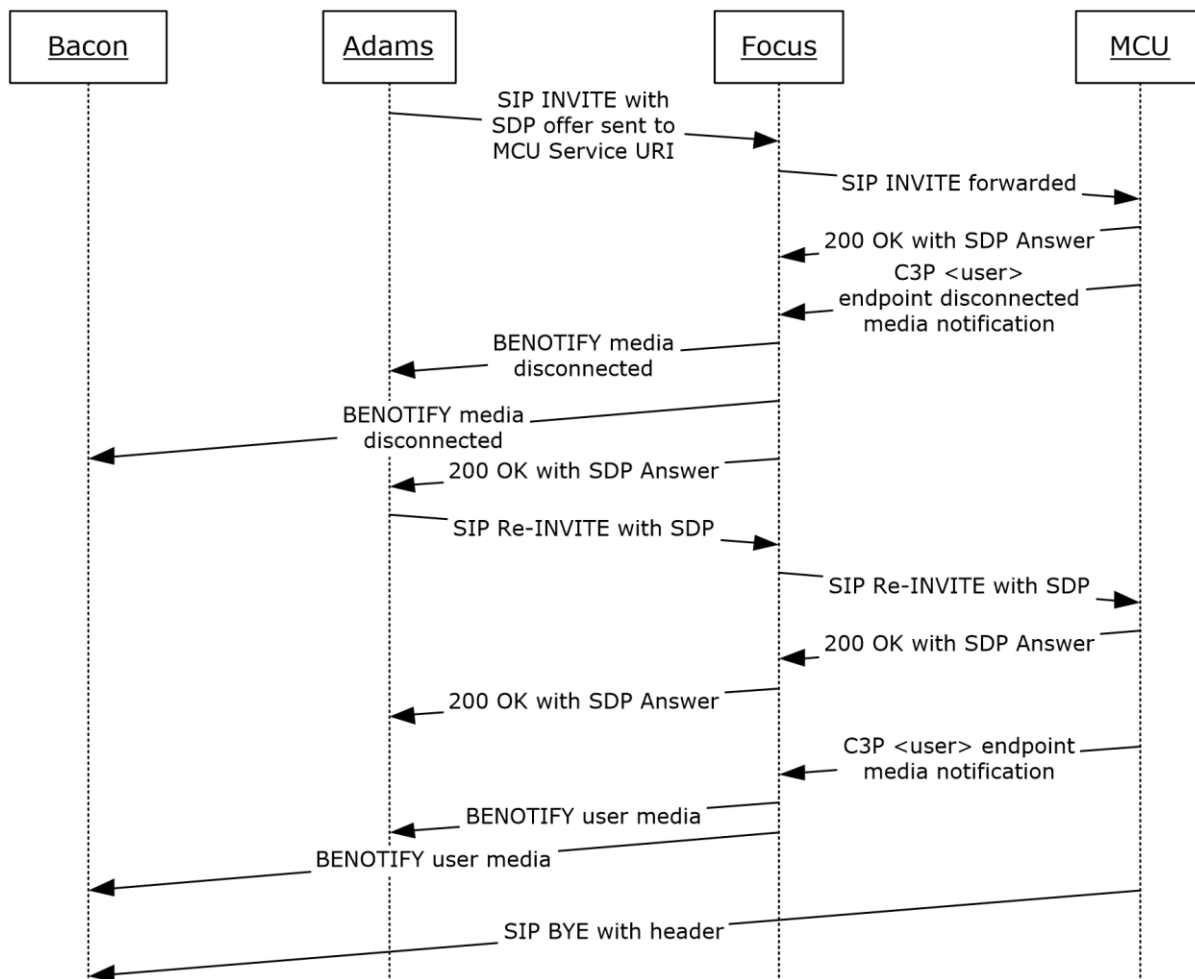 Bacon
Adams
Focus
MCU
SIP INVITE with
SDP offer sent to
MCU Service URI
SIP INVITE forwarded
200 OK with SDP Answer
C3P <user>
endpoint disconnected
media notification
BENOTIFY media
disconnected
BENOTIFY media
disconnected
200 OK with SDP Answer
SIP Re-INVITE with SDP
SIP Re-INVITE with SDP
200 OK with SDP Answer
200 OK with SDP Answer
C3P <user> endpoint
media notification
BENOTIFY user media
BENOTIFY user media
SIP BYE with header